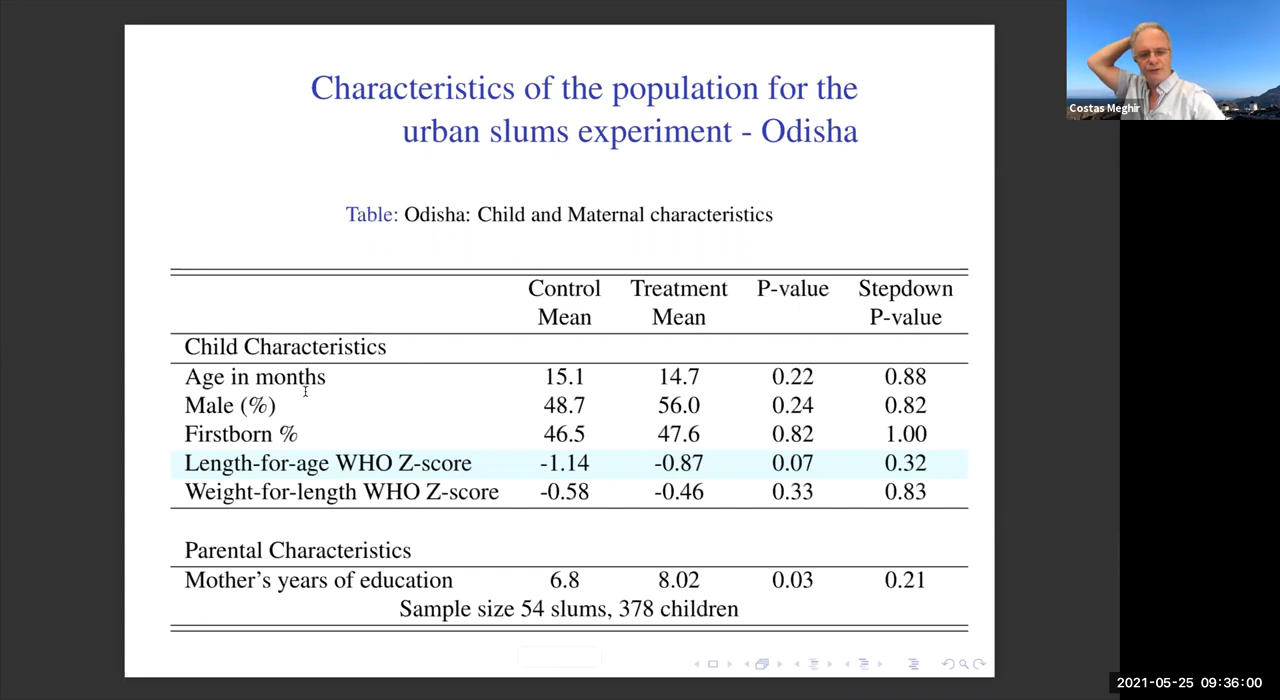 Characteristics of the population for the
urban slums experiment - Odisha
Costas Meghir
Table: Odisha: Child and Maternal characteristics
Control Treatment P-value Stepdown
Mean Mean P-value
Child Characteristics
Age in months 15.1 14.7 0.22 0.88
Male (%) 48.7 56.0 0.24 0.82
Firstborn % 46.5 47.6 0.82 1.00
Length-for-age WHO Z-score -1.14 -0.87 0.07 0.32
Weight-for-length WHO Z-score -0.58 -0.46 0.33 0.83
Parental Characteristics
Mother's years of education 6.8 8.02 0.03 0.21
Sample size 54 slums, 378 children
2021-05-25 09:36:00